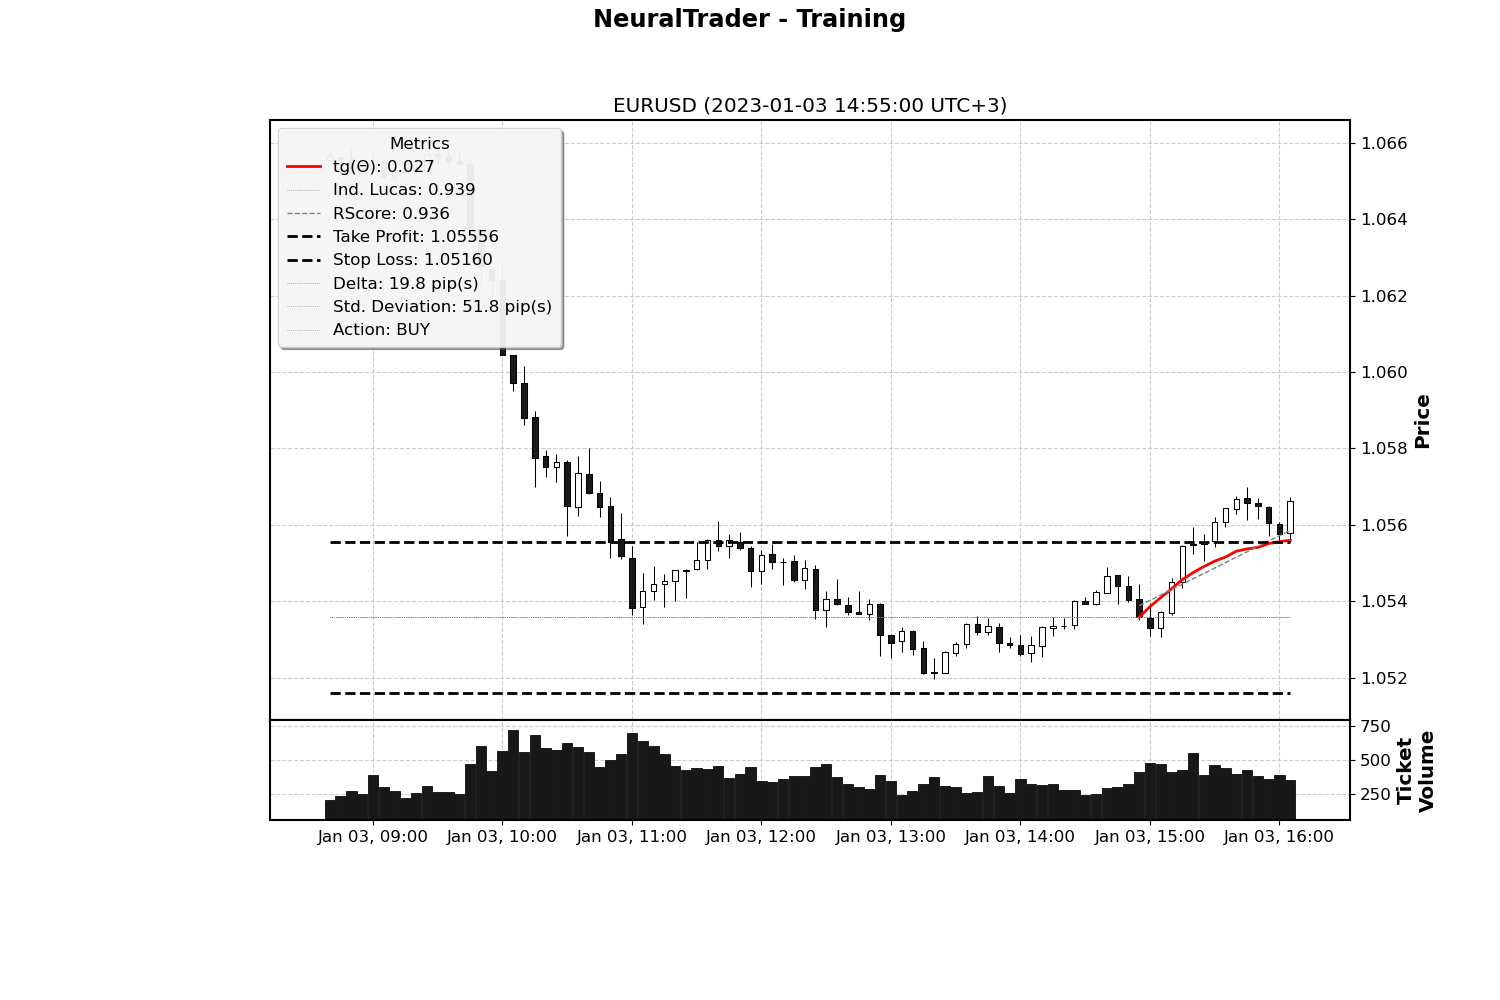 NeuralTrader - Training
EURUSD (2023-01-03 14:55:00 UTC+3)
Metrics
tg(Θ): 0.027
Ind. Lucas: 0.939
RScore: 0.936
Take Profit: 1.05556
Stop Loss: 1.05160
Delta: 19.8 pip(s)
Std. Deviation: 51.8 pip(s)
Action: BUY
1.066
1.064
1.062
1.060
1.058
1.056
1.054
1.052
Price
750
500
250
Ticket
Volume
Jan 03, 09:00 Jan 03, 10:00 Jan 03, 11:00 Jan 03, 12:00 Jan 03, 13:00 Jan 03, 14:00 Jan 03, 15:00 Jan 03, 16:00